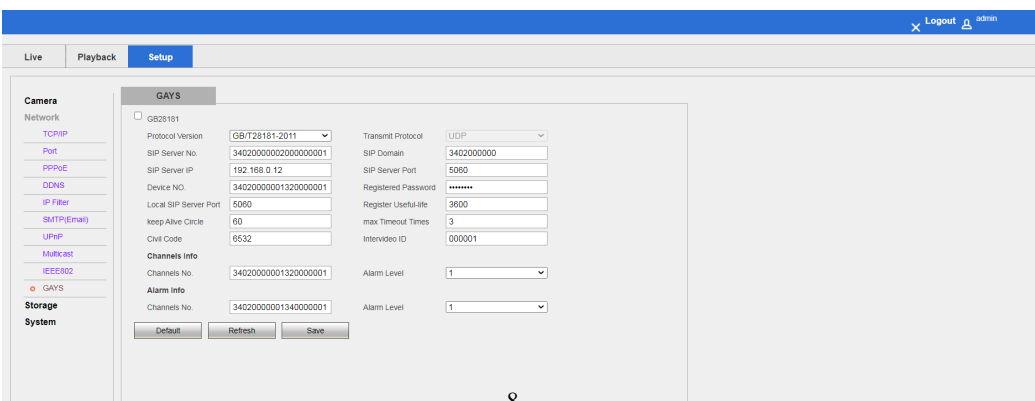 Logout admin
Live Playback Setup
Camera
Network
TCP/IP
Port
PPPoE
DDNS
IP Filter
SMTP(Email)
UPnP
Multicast
IEEE802
GAYS
Storage
System
GAYS
GB28181
Protocol Version GB/T28181-2011 Transmit Protocol UDP
SIP Server No. 34020000002000000001 SIP Domain 3402000000
SIP Server IP 192.168.0.12 SIP Server Port 5060
Device NO. 34020000001320000001 Registered Password ••••••••
Local SIP Server Port 5060 Register Useful-life 3600
keep Alive Circle 60 max Timeout Times 3
Civil Code 6532 Intervideo ID 000001
Channels Info
Channels No. 34020000001320000001 Alarm Level 1
Alarm Info
Channels No. 34020000001340000001 Alarm Level 1
Default Refresh Save